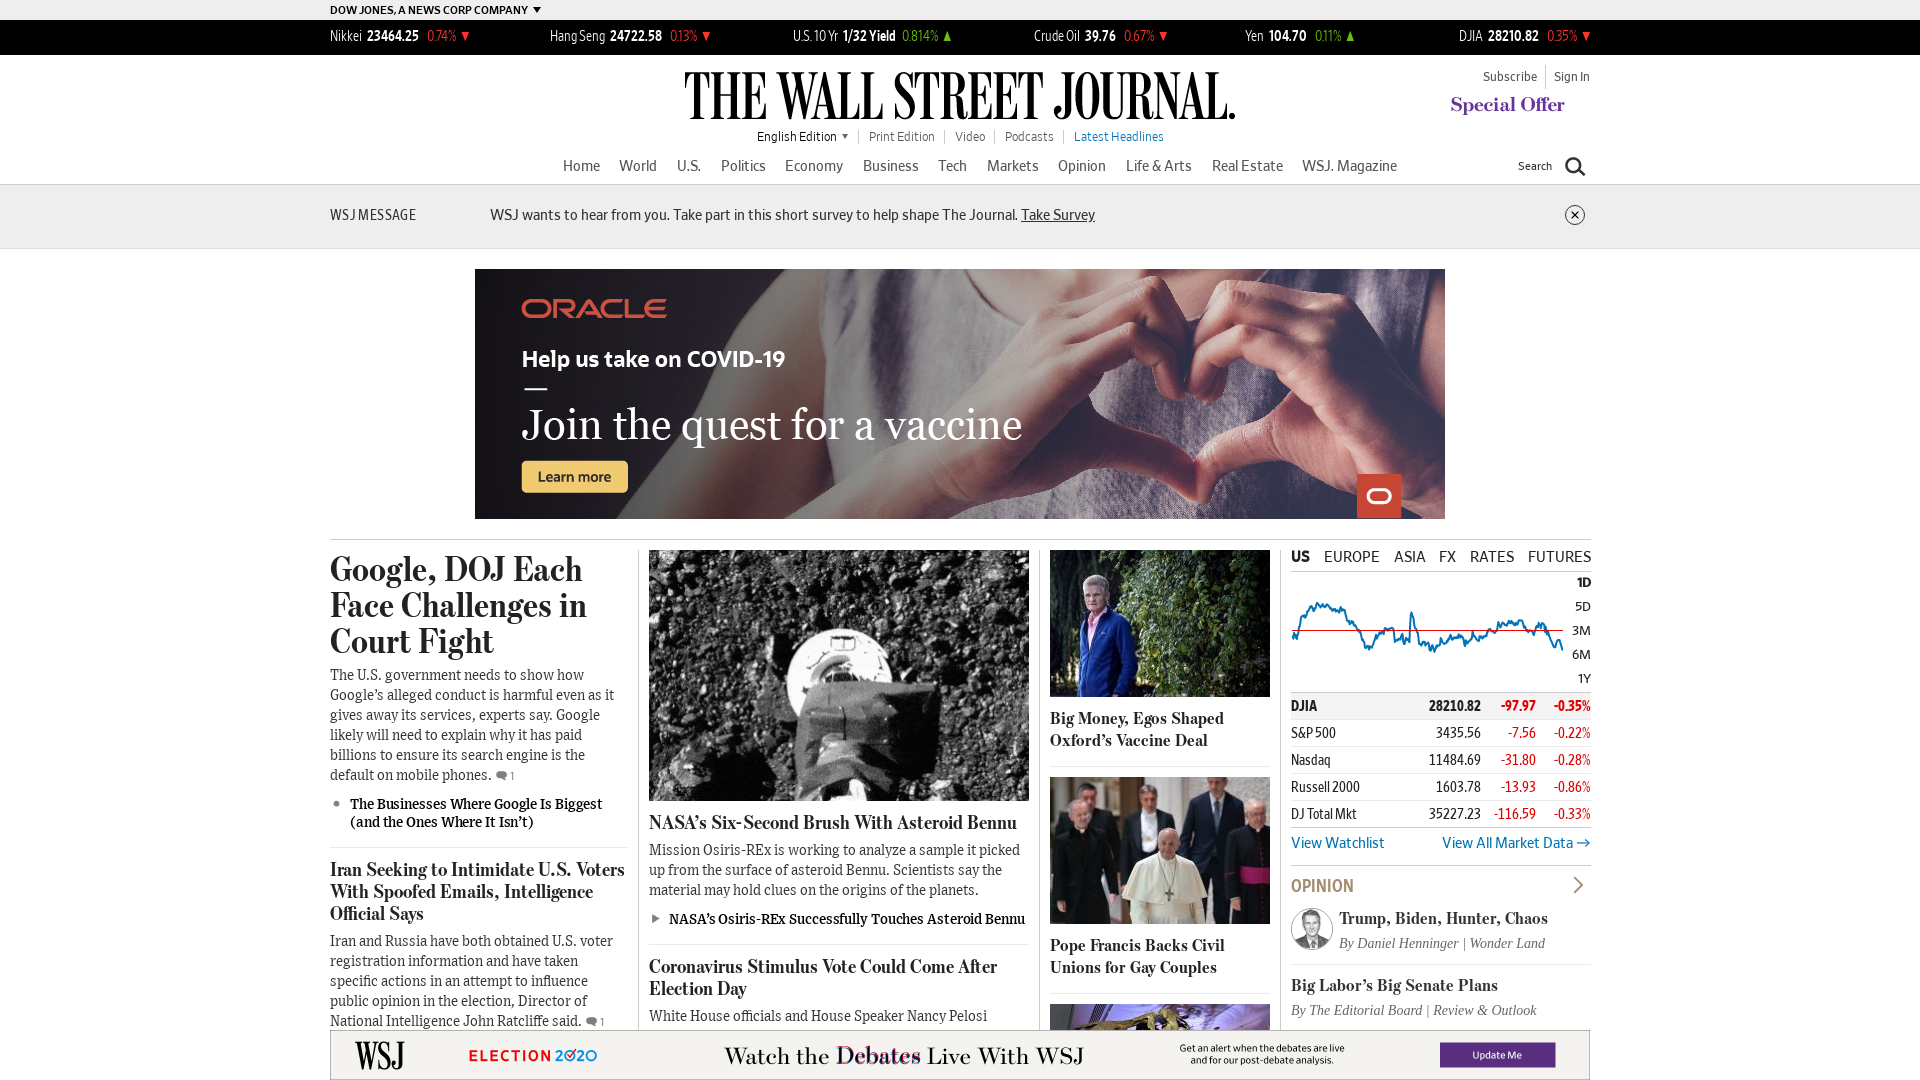 DOW JONES, A NEWS CORP COMPANY
Nikkei 23464.25 0.74% Hang Seng 24722.58 0.13% U.S. 10 Yr 1/32 Yield 0.814% Crude Oil 39.76 0.67% Yen 104.70 0.11% DJIA 28210.82 0.35%
THE WALL STREET JOURNAL.
Subscribe Sign In
Special Offer
English Edition Print Edition Video Podcasts Latest Headlines
Home World U.S. Politics Economy Business Tech Markets Opinion Life & Arts Real Estate WSJ. Magazine Search
WSJ MESSAGE WSJ wants to hear from you. Take part in this short survey to help shape The Journal. Take Survey
ORACLE
Help us take on COVID-19
Join the quest for a vaccine
Learn more
Google, DOJ Each
Face Challenges in
Court Fight
The U.S. government needs to show how
Google’s alleged conduct is harmful even as it
gives away its services, experts say. Google
likely will need to explain why it has paid
billions to ensure its search engine is the
default on mobile phones. 1
The Businesses Where Google Is Biggest
(and the Ones Where It Isn’t)
Iran Seeking to Intimidate U.S. Voters
With Spoofed Emails, Intelligence
Official Says
Iran and Russia have both obtained U.S. voter
registration information and have taken
specific actions in an attempt to influence
public opinion in the election, Director of
National Intelligence John Ratcliffe said. 1
NASA’s Six-Second Brush With Asteroid Bennu
Mission Osiris-REx is working to analyze a sample it picked
up from the surface of asteroid Bennu. Scientists say the
material may hold clues on the origins of the planets.
NASA’s Osiris-REx Successfully Touches Asteroid Bennu
Coronavirus Stimulus Vote Could Come After
Election Day
White House officials and House Speaker Nancy Pelosi
Big Money, Egos Shaped
Oxford’s Vaccine Deal
Pope Francis Backs Civil
Unions for Gay Couples
US EUROPE ASIA FX RATES FUTURES
1D
5D
3M
6M
1Y
DJIA 28210.82 -97.97 -0.35%
S&P 500 3435.56 -7.56 -0.22%
Nasdaq 11484.69 -31.80 -0.28%
Russell 2000 1603.78 -13.93 -0.86%
DJ Total Mkt 35227.23 -116.59 -0.33%
View Watchlist View All Market Data
OPINION
Trump, Biden, Hunter, Chaos
By Daniel Henninger | Wonder Land
Big Labor’s Big Senate Plans
By The Editorial Board | Review & Outlook
WSJ ELECTION 2020 Watch the Debates Live With WSJ
Get an alert when the debates are live
and for our post-debate analysis.
Update Me